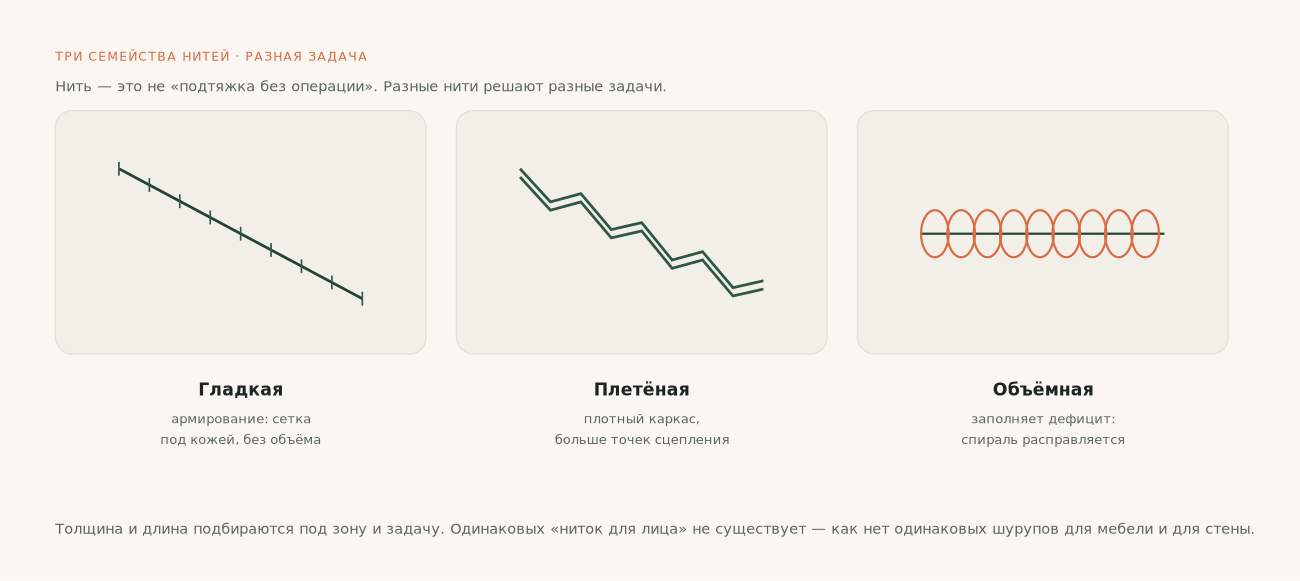 ТРИ СЕМЕЙСТВА НИТЕЙ · РАЗНАЯ ЗАДАЧА
Нить — это не «подтяжка без операции». Разные нити решают разные задачи.
Гладкая
армирование: сетка
под кожей, без объёма
Плетёная
плотный каркас,
больше точек сцепления
Объёмная
заполняет дефицит:
спираль расправляется
Толщина и длина подбираются под зону и задачу. Одинаковых «ниток для лица» не существует — как нет одинаковых шурупов для мебели и для стены.